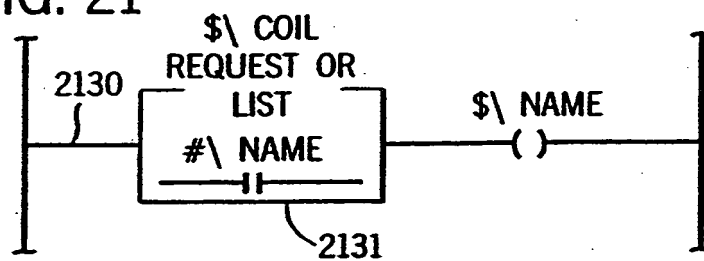 FIG. 21
$\ COIL
REQUEST OR
LIST
2130
#\ NAME
$\ NAME
2131